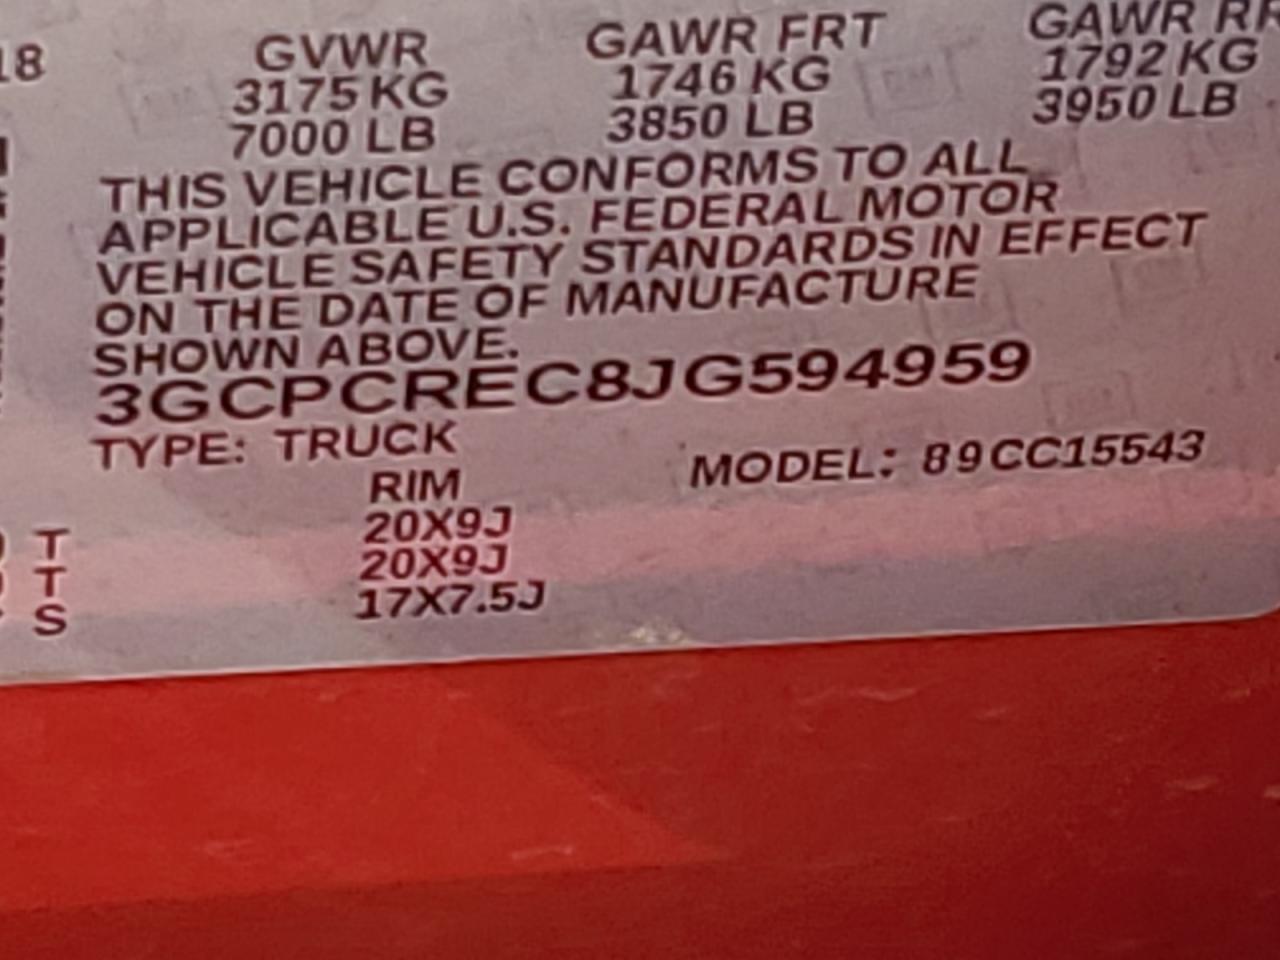 18 GVWR GAWR FRT GAWR RR
3175 KG 1746 KG 1792 KG
7000 LB 3850 LB 3950 LB
THIS VEHICLE CONFORMS TO ALL
APPLICABLE U.S. FEDERAL MOTOR
VEHICLE SAFETY STANDARDS IN EFFECT
ON THE DATE OF MANUFACTURE
SHOWN ABOVE.
3GCPCREC8JG594959
TYPE: TRUCK MODEL: 89CC15543
RIM
T 20X9J
T 20X9J
S 17X7.5J